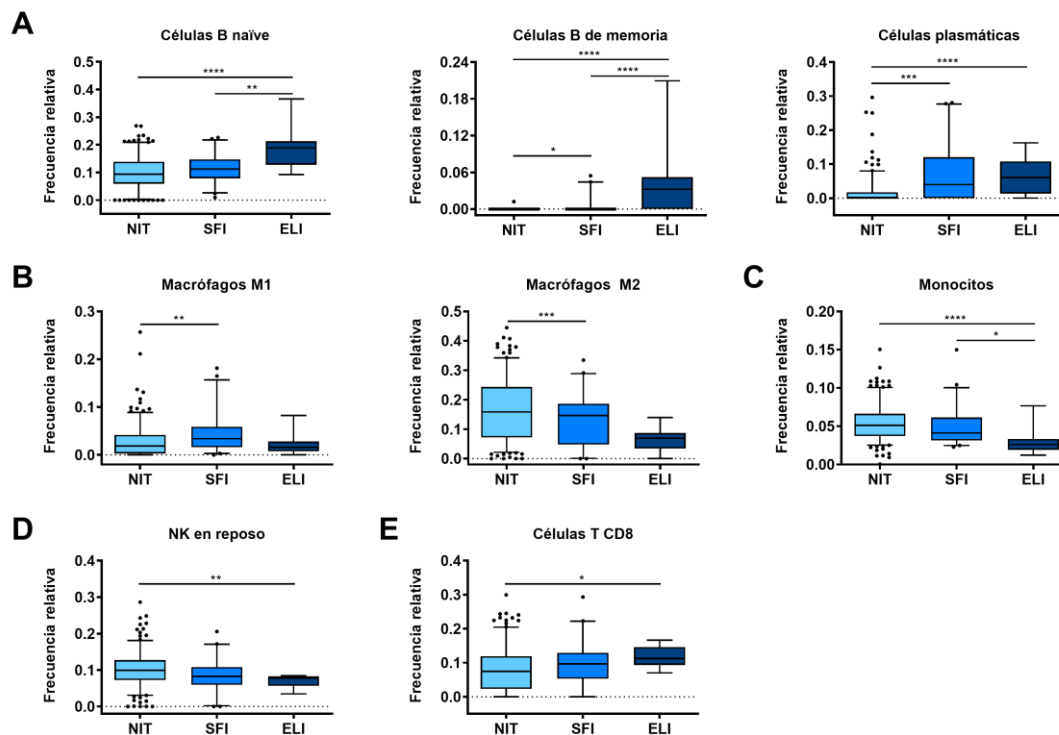 A
Células B naïve
Frecuencia relativa
0.5
0.4
0.3
0.2
0.1
0.0
****
**
NIT SFI ELI
Células B de memoria
Frecuencia relativa
0.24
0.18
0.12
0.06
0.00
****
****
*
NIT SFI ELI
Células plasmáticas
Frecuencia relativa
0.4
0.3
0.2
0.1
0.0
****
***
NIT SFI ELI
B
Macrófagos M1
Frecuencia relativa
0.3
0.2
0.1
0.0
**
NIT SFI ELI
Macrófagos M2
Frecuencia relativa
0.5
0.4
0.3
0.2
0.1
0.0
***
NIT SFI ELI
C
Monocitos
Frecuencia relativa
0.20
0.15
0.10
0.05
0.00
****
*
NIT SFI ELI
D
NK en reposo
Frecuencia relativa
0.4
0.3
0.2
0.1
0.0
**
NIT SFI ELI
E
Células T CD8
Frecuencia relativa
0.4
0.3
0.2
0.1
0.0
*
NIT SFI ELI